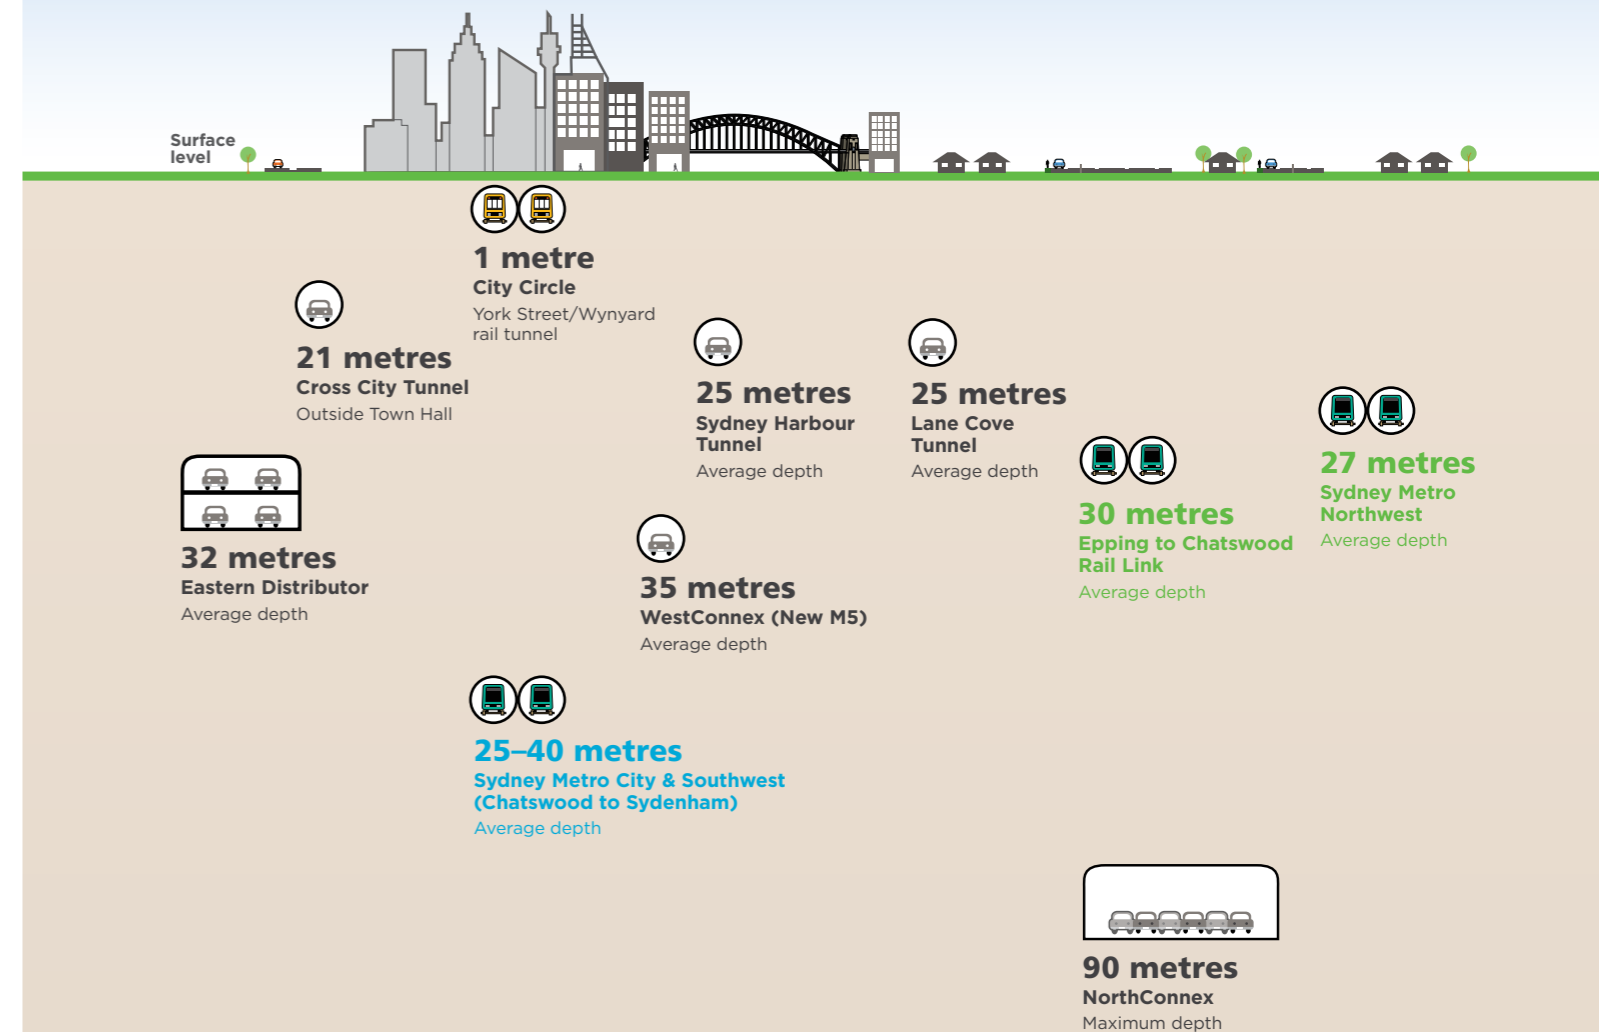 Surface
level
1 metre
City Circle
York Street/Wynyard
rail tunnel
21 metres
Cross City Tunnel
Outside Town Hall
25 metres
Sydney Harbour
Tunnel
Average depth
25 metres
Lane Cove
Tunnel
Average depth
27 metres
Sydney Metro
Northwest
Average depth
30 metres
Epping to Chatswood
Rail Link
Average depth
32 metres
Eastern Distributor
Average depth
35 metres
WestConnex (New M5)
Average depth
25–40 metres
Sydney Metro City & Southwest
(Chatswood to Sydenham)
Average depth
90 metres
NorthConnex
Maximum depth